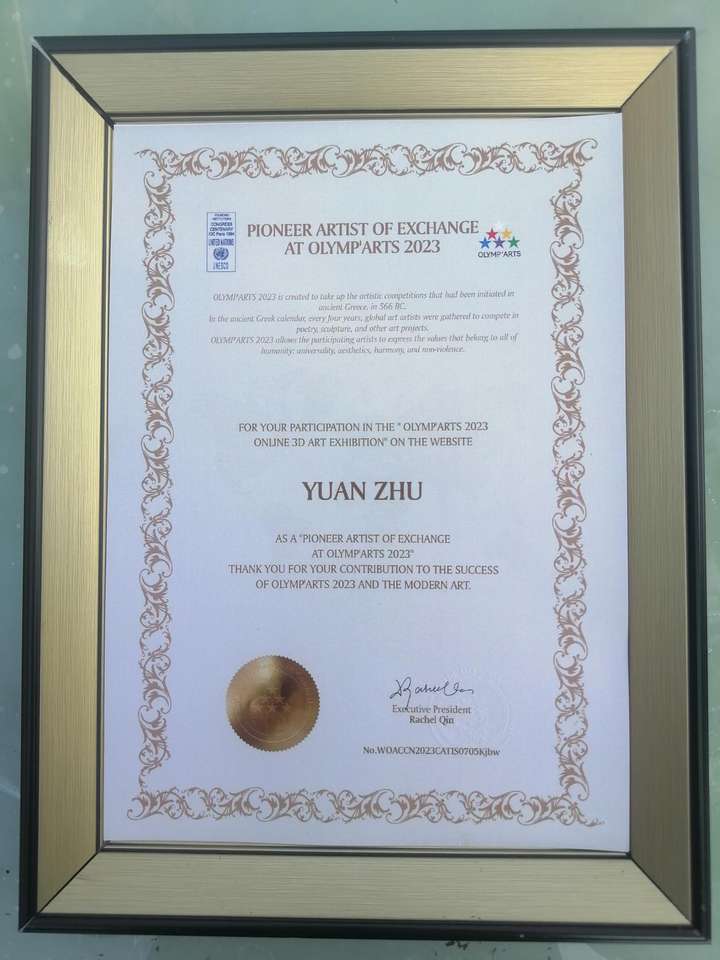 PIONEER ARTIST OF EXCHANGE
AT OLYMP'ARTS 2023
CONGRESS
CENTENARY
UNITED NATIONS
UNESCO
OLYMP'ARTS
OLYMP'ARTS 2023 is created to take up the artistic competitions that had been initiated in
ancient Greece, in 566 BC.
In the ancient Greek calendar, every four years, global art artists were gathered to compete in
poetry, sculpture, and other art projects.
OLYMP'ARTS 2023 allows the participating artists to express the values that belong to all of
humanity: universality, aesthetics, harmony, and non-violence.
FOR YOUR PARTICIPATION IN THE " OLYMP'ARTS 2023
ONLINE 3D ART EXHIBITION" ON THE WEBSITE
YUAN ZHU
AS A "PIONEER ARTIST OF EXCHANGE
AT OLYMP'ARTS 2023"
THANK YOU FOR YOUR CONTRIBUTION TO THE SUCCESS
OF OLYMP'ARTS 2023 AND THE MODERN ART.
Executive President
Rachel Qin
No.WOACCN2023CATIS0705Kjbw